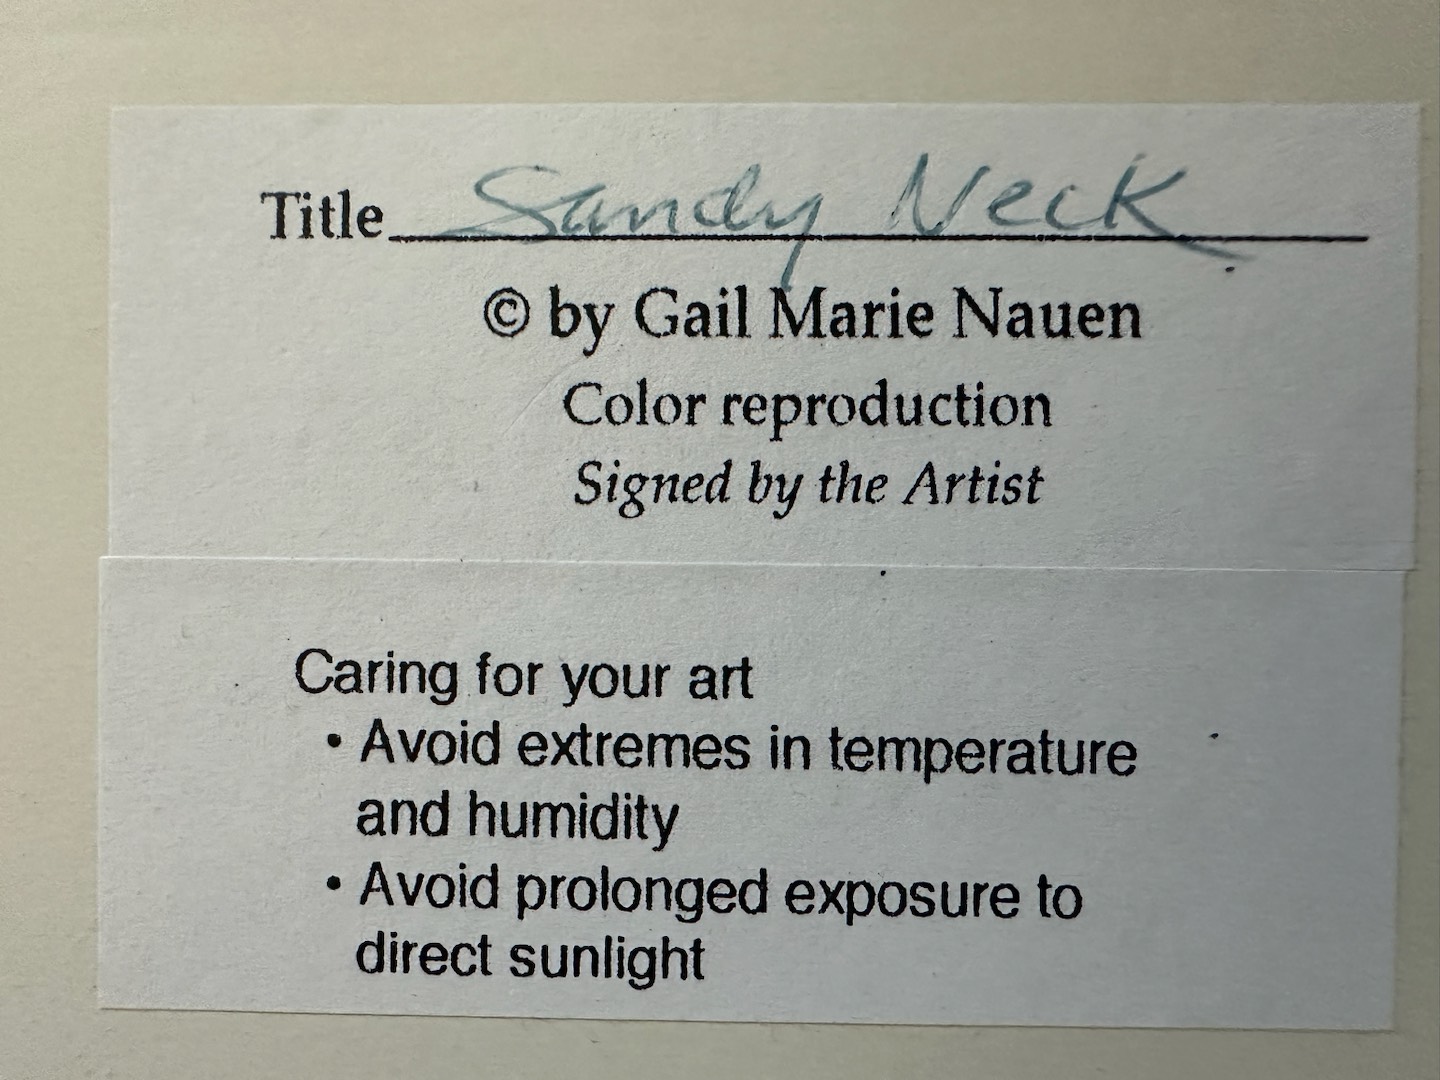 Title Sandy Neck
© by Gail Marie Nauen
Color reproduction
Signed by the Artist
Caring for your art
• Avoid extremes in temperature
and humidity
• Avoid prolonged exposure to
direct sunlight